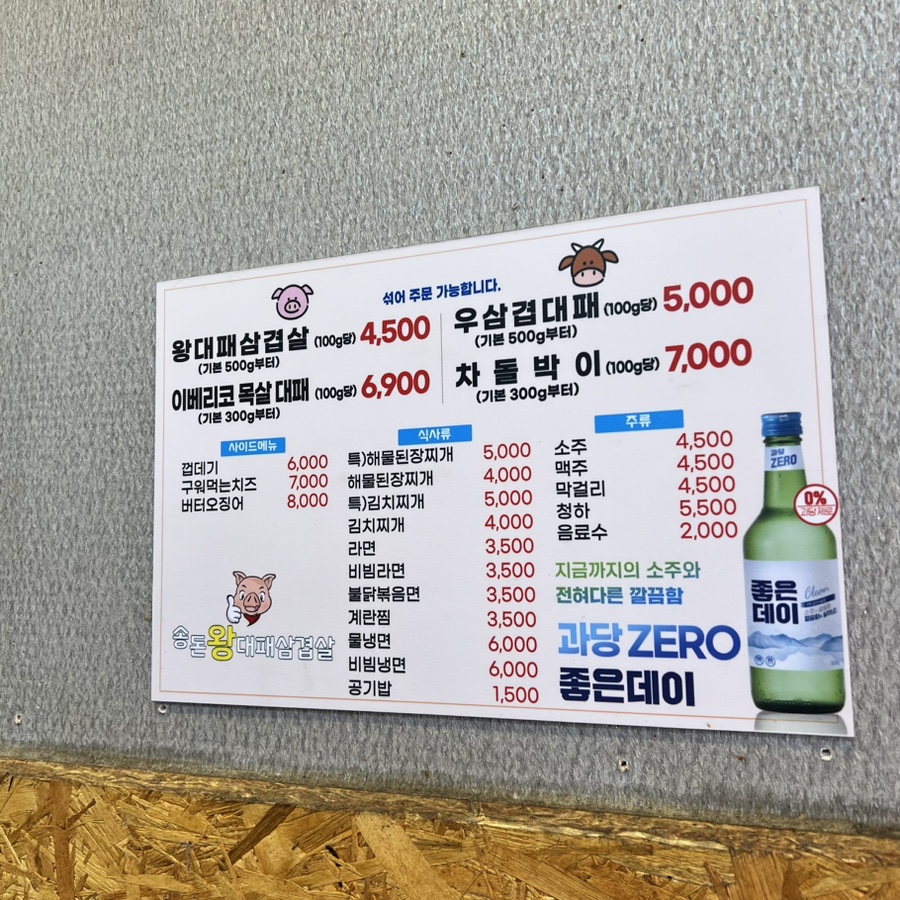 섞어 주문 가능합니다.
왕대패삼겹살 (100g당) 4,500
(기본 500g부터)
이베리코 목살 대패 (100g당) 6,900
(기본 300g부터)
우삼겹대패 (100g당) 5,000
(기본 500g부터)
차돌박이 (100g당) 7,000
(기본 300g부터)
사이드메뉴
껍데기 6,000
구워먹는치즈 7,000
버터오징어 8,000
송돈왕대패삼겹살
식사류
특)해물된장찌개 5,000
해물된장찌개 4,000
특)김치찌개 5,000
김치찌개 4,000
라면 3,500
비빔라면 3,500
불닭볶음면 3,500
계란찜 3,500
물냉면 6,000
비빔냉면 6,000
공기밥 1,500
주류
소주 4,500
맥주 4,500
막걸리 4,500
청하 5,500
음료수 2,000
지금까지의 소주와
전혀다른 깔끔함
과당 ZERO
좋은데이
과당
ZERO
0%
과당 제로
좋은
데이
Clean